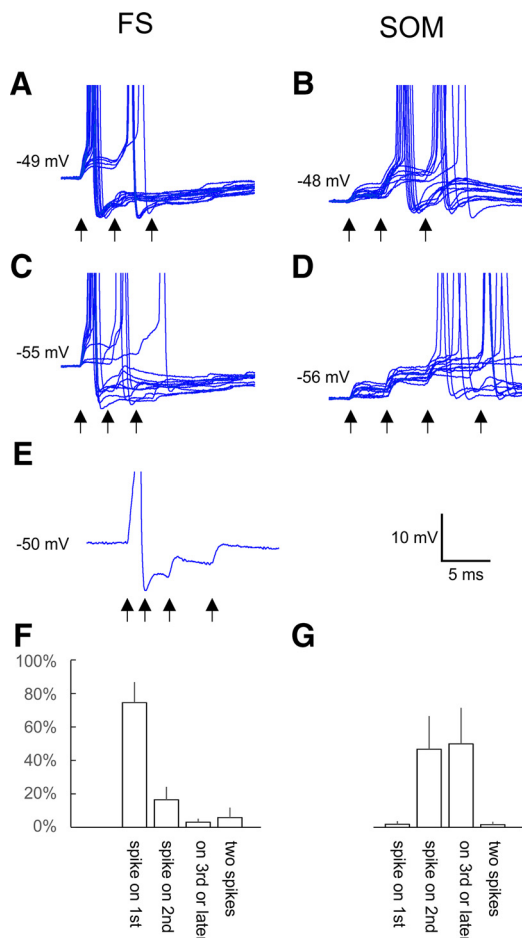 FS
SOM
A
B
-49 mV
-48 mV
C
D
-55 mV
-56 mV
E
-50 mV
10 mV
5 ms
F
G
100%
80%
60%
40%
20%
0%
spike on 1st
spike on 2nd
on 3rd or later
two spikes
spike on 1st
spike on 2nd
on 3rd or later
two spikes